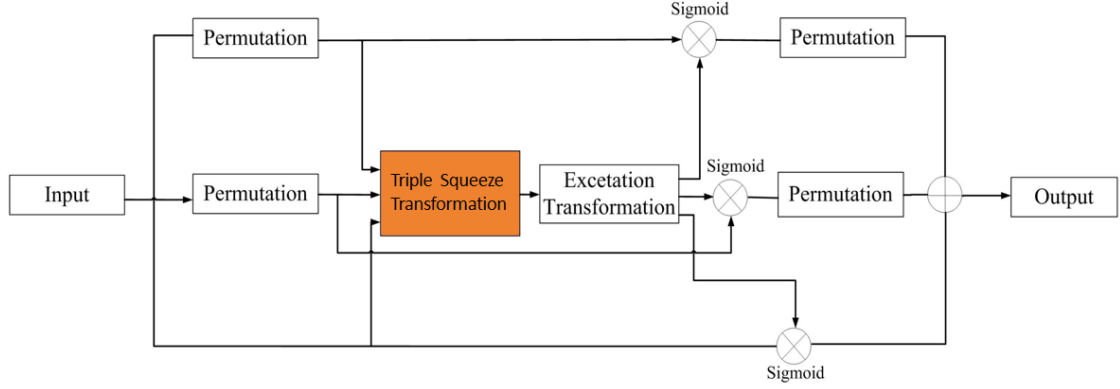 Sigmoid
Permutation
Permutation
Input
Permutation
Triple Squeeze
Transformation
Excetation
Transformation
Sigmoid
Permutation
Output
Sigmoid